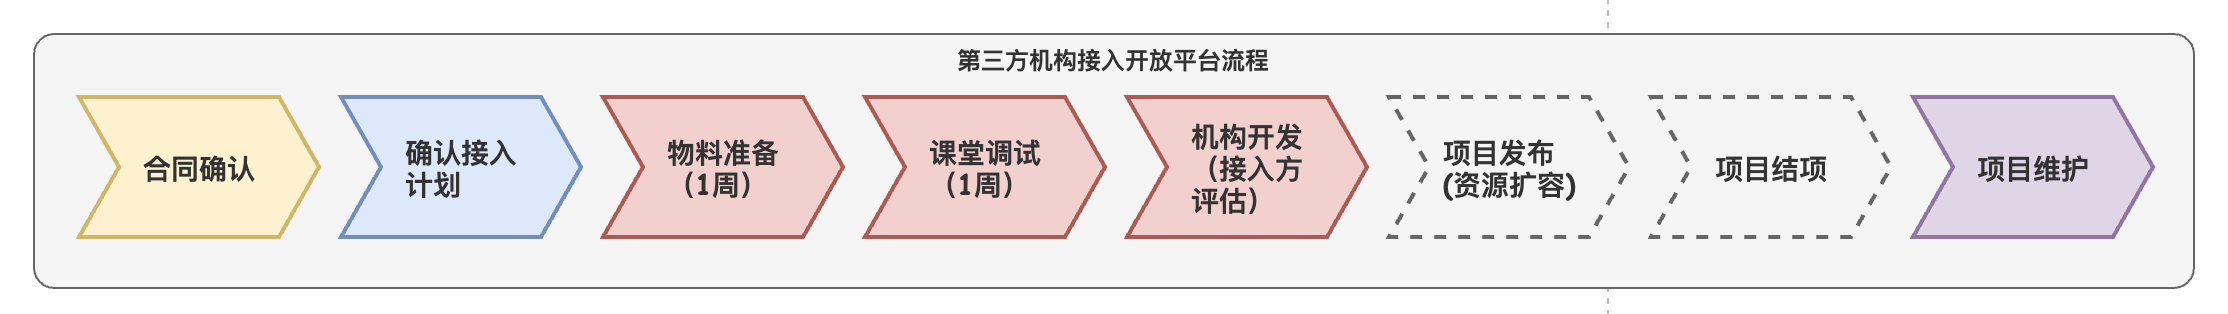 第三方机构接入开放平台流程
合同确认
确认接入
计划
物料准备
（1周）
课堂调试
（1周）
机构开发
（接入方
评估）
项目发布
(资源扩容)
项目结项
项目维护